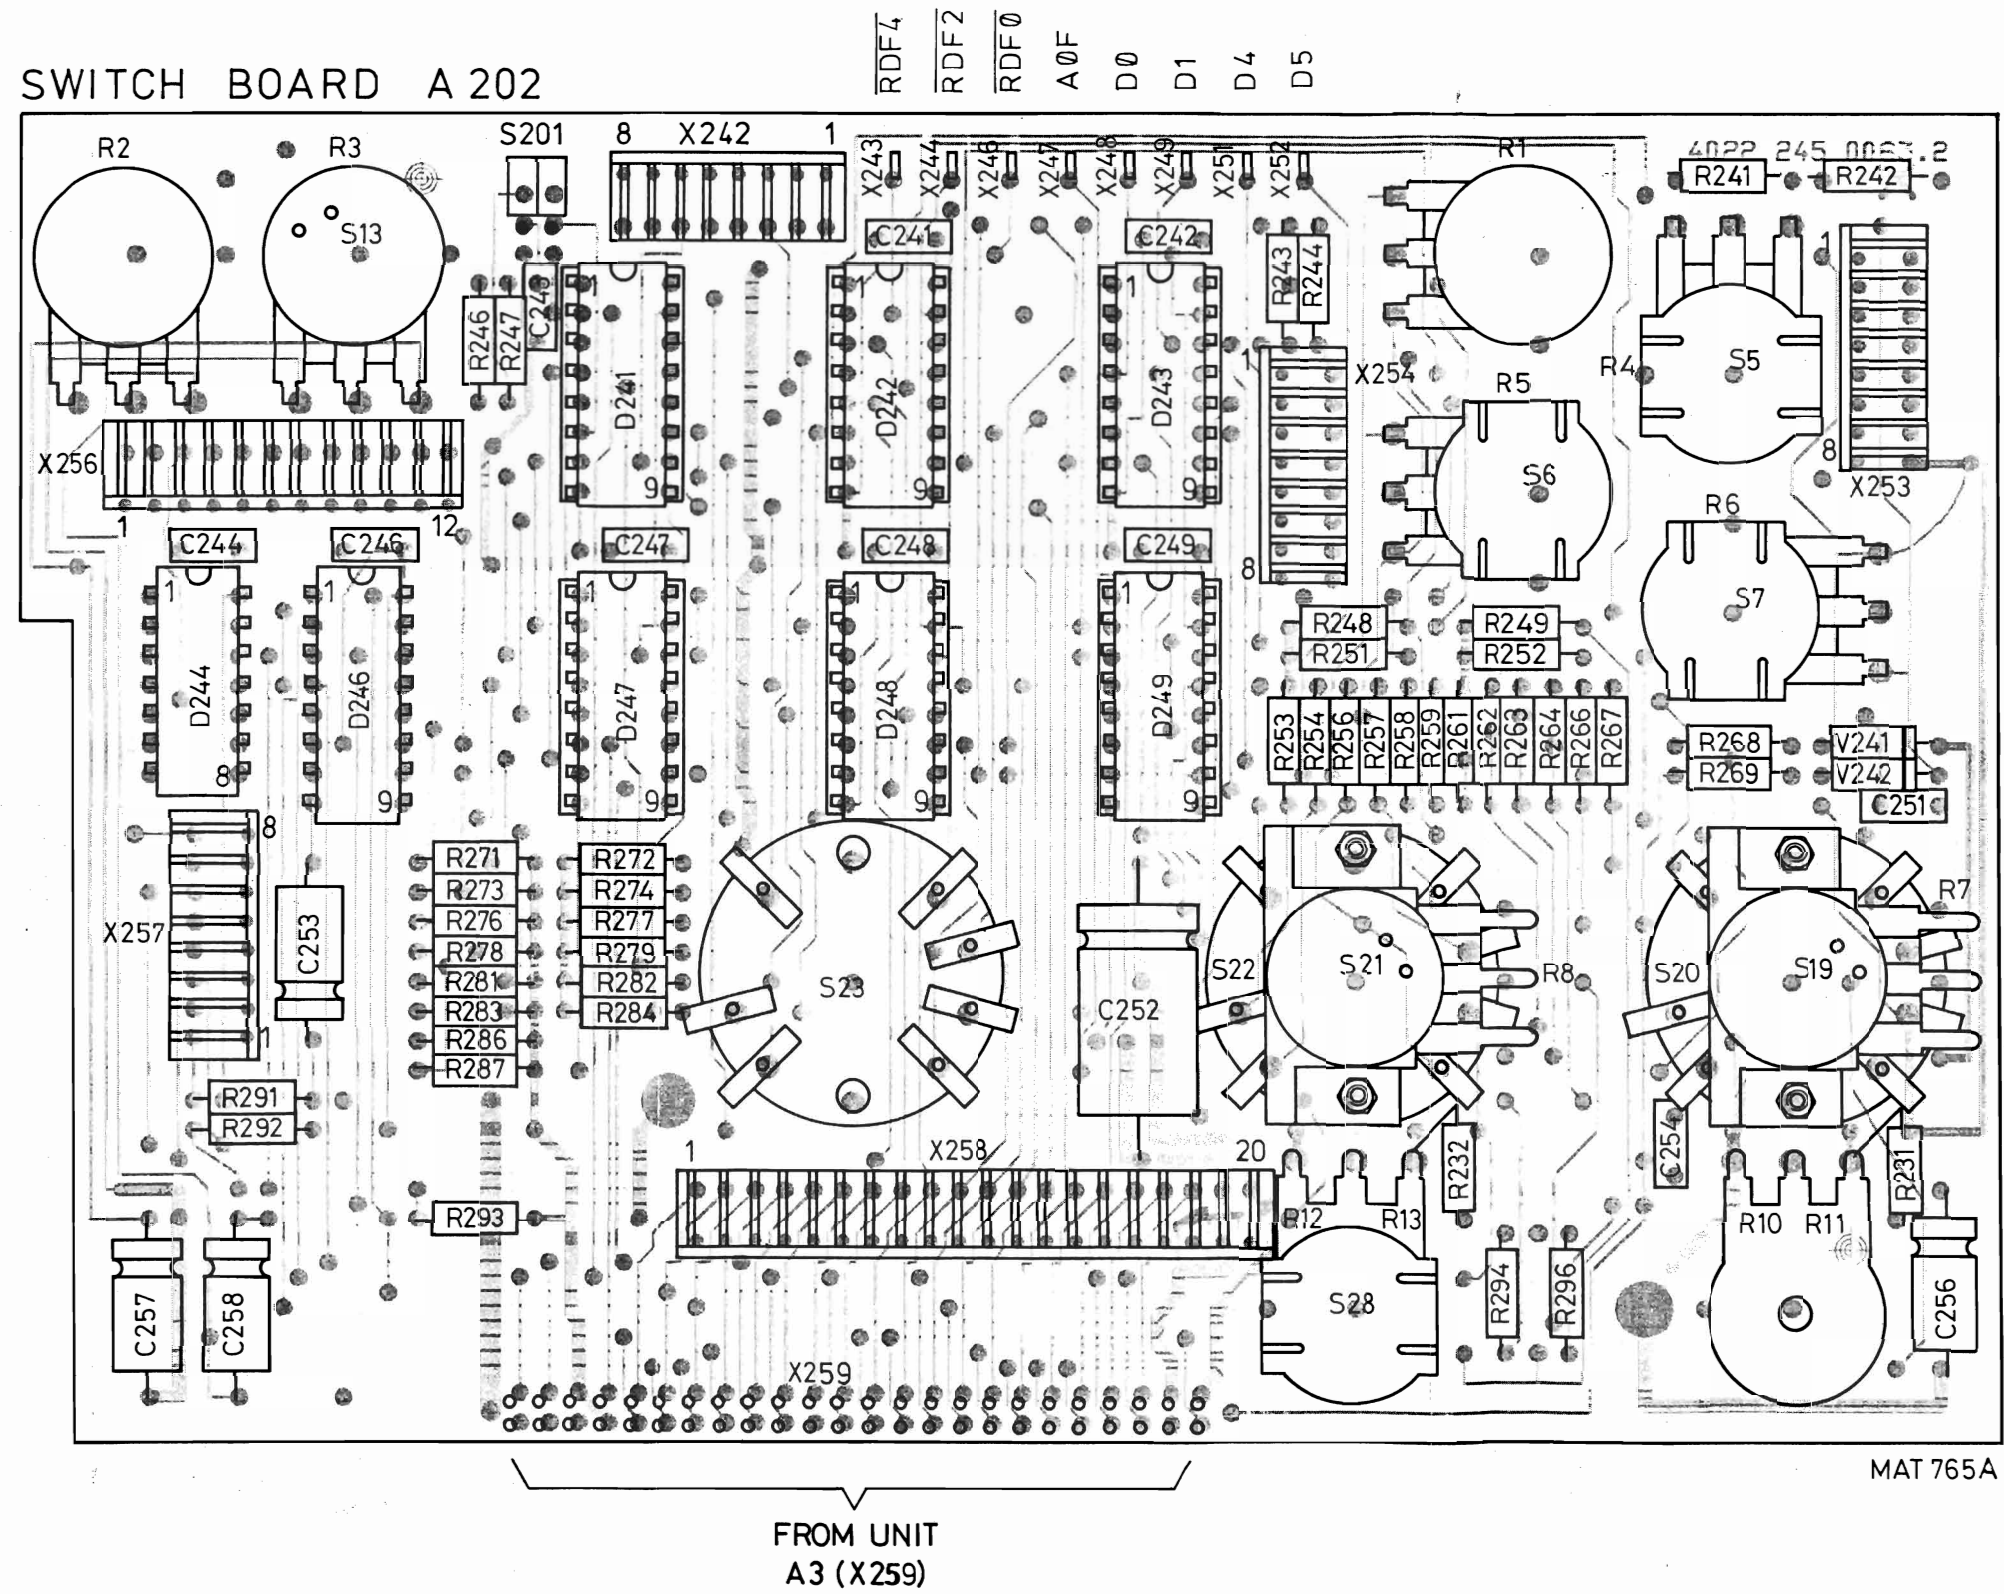 RDF4 RDF2 RDF0 A0F D0 D1 D4 D5
SWITCH BOARD A 202
R2 R3 S201 8 X242 1 X243 X244 X246 X247 X248 X249 X251 X252 R1 4022 245 0063.2
R241 R242
S13 C241 C242 1
R243 R244
1 1 1
R246 R247 C243 D241 D242 D243 1 X254 R4 S5
R5
X256 8
S6 X253
9 9 9
1 12 R6
C244 C246 C247 C248 C249 8
1 1 1 1 1
R248 R249 S7
R251 R252
D244 D246 D247 D248 D249
R253 R254 R256 R257 R258 R259 R261 R262 R263 R264 R266 R267 R268 V241
R269 V242
8 9 9 9 9 C251
8
R271 R272
R273 R274 R7
X257 C253 R276 R277
R278 R279
R281 R282 S23 S22 S21 R8 S20 S19
1 R283 R284 C252
R286
R287
R291
R292
1 X258 20 R232 C254 R231
R293 R12 R13 R10 R11
C257 C258 S28 R294 R296 C256
X259
MAT 765A
FROM UNIT
A3 (X259)